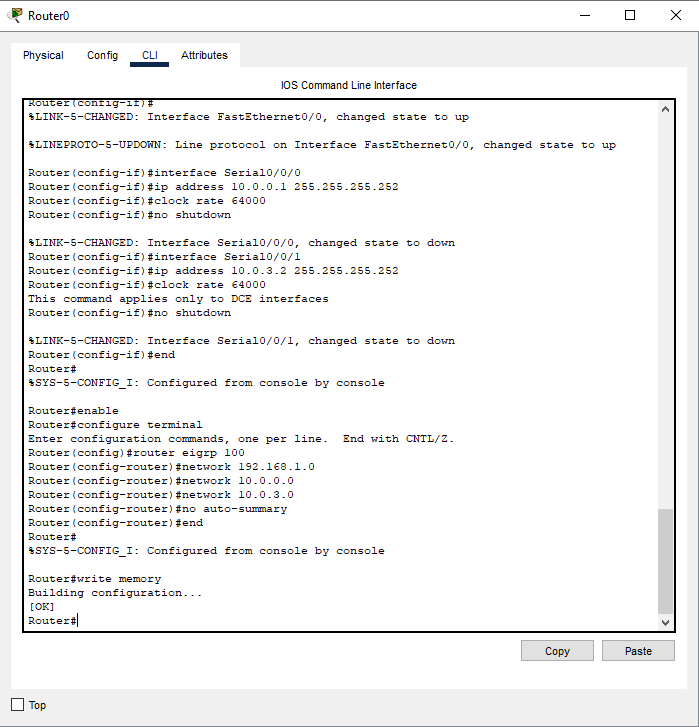 Router0
Physical Config CLI Attributes
IOS Command Line Interface
Router(config-if)#
%LINK-5-CHANGED: Interface FastEthernet0/0, changed state to up
%LINEPROTO-5-UPDOWN: Line protocol on Interface FastEthernet0/0, changed state to up
Router(config-if)#interface Serial0/0/0
Router(config-if)#ip address 10.0.0.1 255.255.255.252
Router(config-if)#clock rate 64000
Router(config-if)#no shutdown
%LINK-5-CHANGED: Interface Serial0/0/0, changed state to down
Router(config-if)#interface Serial0/0/1
Router(config-if)#ip address 10.0.3.2 255.255.255.252
Router(config-if)#clock rate 64000
This command applies only to DCE interfaces
Router(config-if)#no shutdown
%LINK-5-CHANGED: Interface Serial0/0/1, changed state to down
Router(config-if)#end
Router#
%SYS-5-CONFIG_I: Configured from console by console
Router#enable
Router#configure terminal
Enter configuration commands, one per line.  End with CNTL/Z.
Router(config)#router eigrp 100
Router(config-router)#network 192.168.1.0
Router(config-router)#network 10.0.0.0
Router(config-router)#network 10.0.3.0
Router(config-router)#no auto-summary
Router(config-router)#end
Router#
%SYS-5-CONFIG_I: Configured from console by console
Router#write memory
Building configuration...
[OK]
Router#
Copy Paste
Top